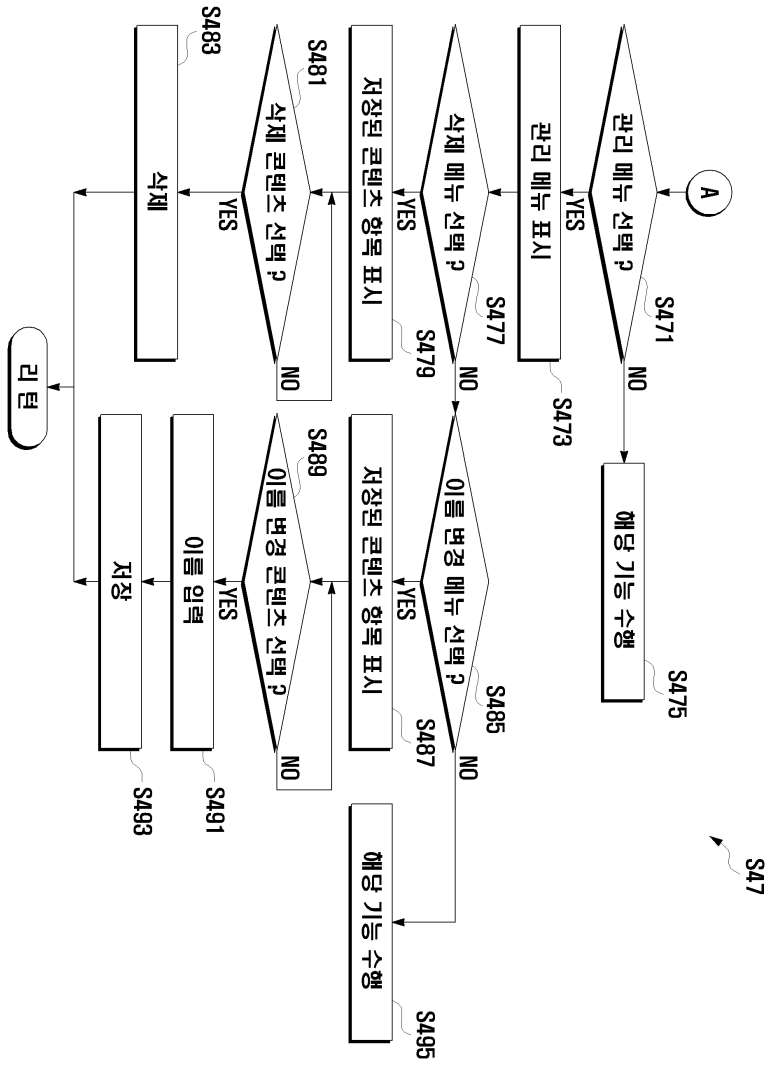 S47
A
관리 메뉴 선택 ?
S471
NO
YES
해당 기능 수행
S475
관리 메뉴 표시
S473
삭제 메뉴 선택 ?
S477
NO
YES
이름 변경 메뉴 선택 ?
S485
NO
YES
저장된 콘텐츠 항목 표시
S479
저장된 콘텐츠 항목 표시
S487
해당 기능 수행
S495
삭제 콘텐츠 선택 ?
S481
NO
YES
이름 변경 콘텐츠 선택 ?
S489
NO
YES
삭제
S483
이름 입력
S491
저장
S493
리턴